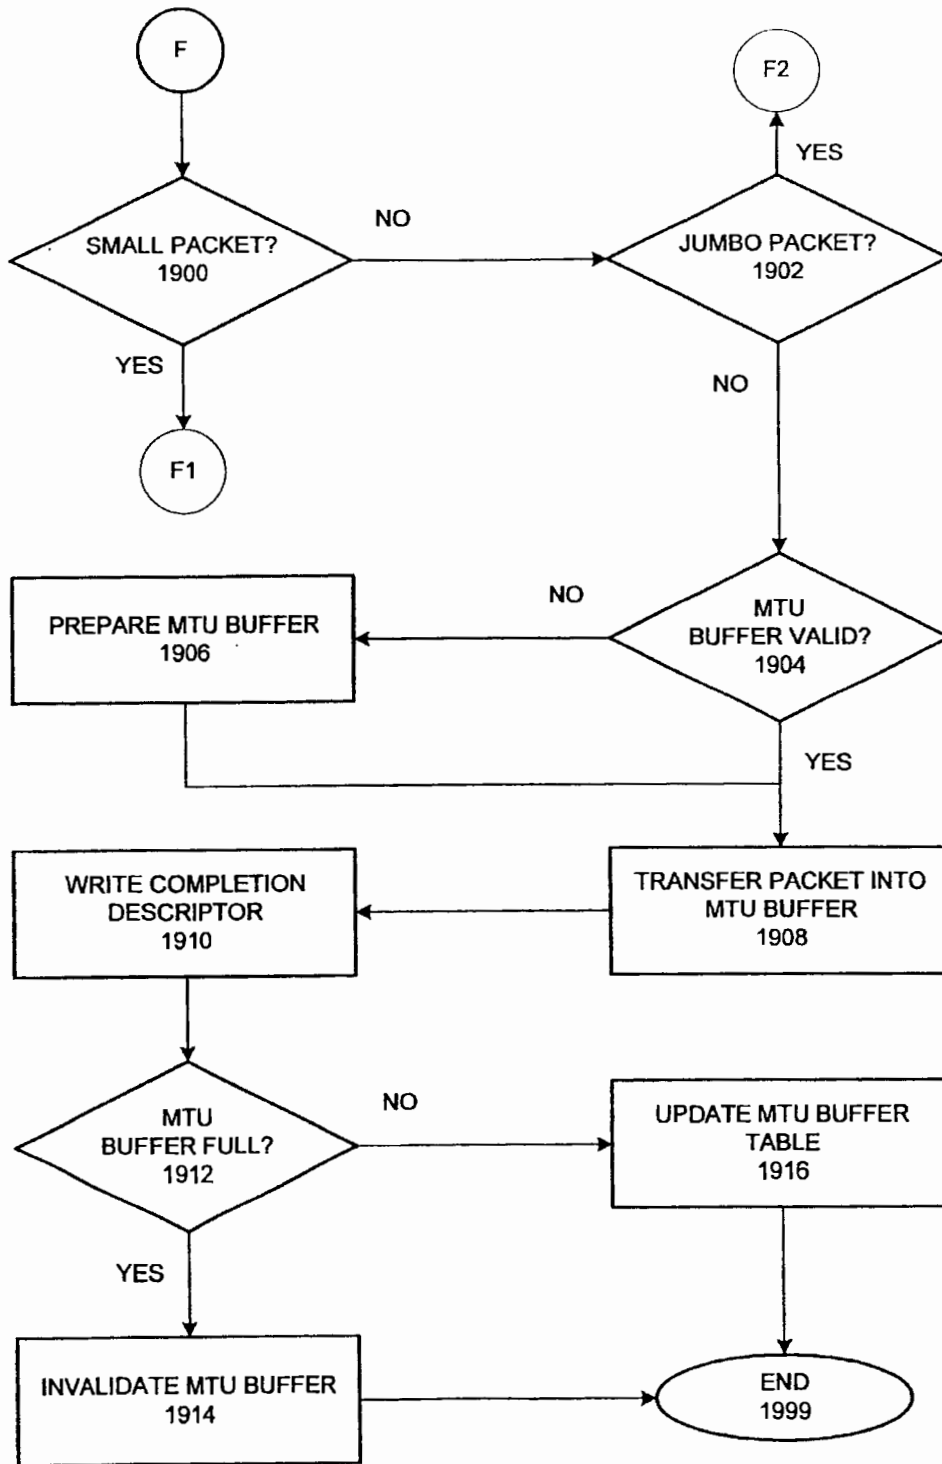 F
F2
YES
SMALL PACKET?
1900
NO
JUMBO PACKET?
1902
YES
F1
NO
PREPARE MTU BUFFER
1906
NO
MTU
BUFFER VALID?
1904
YES
WRITE COMPLETION
DESCRIPTOR
1910
TRANSFER PACKET INTO
MTU BUFFER
1908
MTU
BUFFER FULL?
1912
NO
UPDATE MTU BUFFER
TABLE
1916
YES
INVALIDATE MTU BUFFER
1914
END
1999